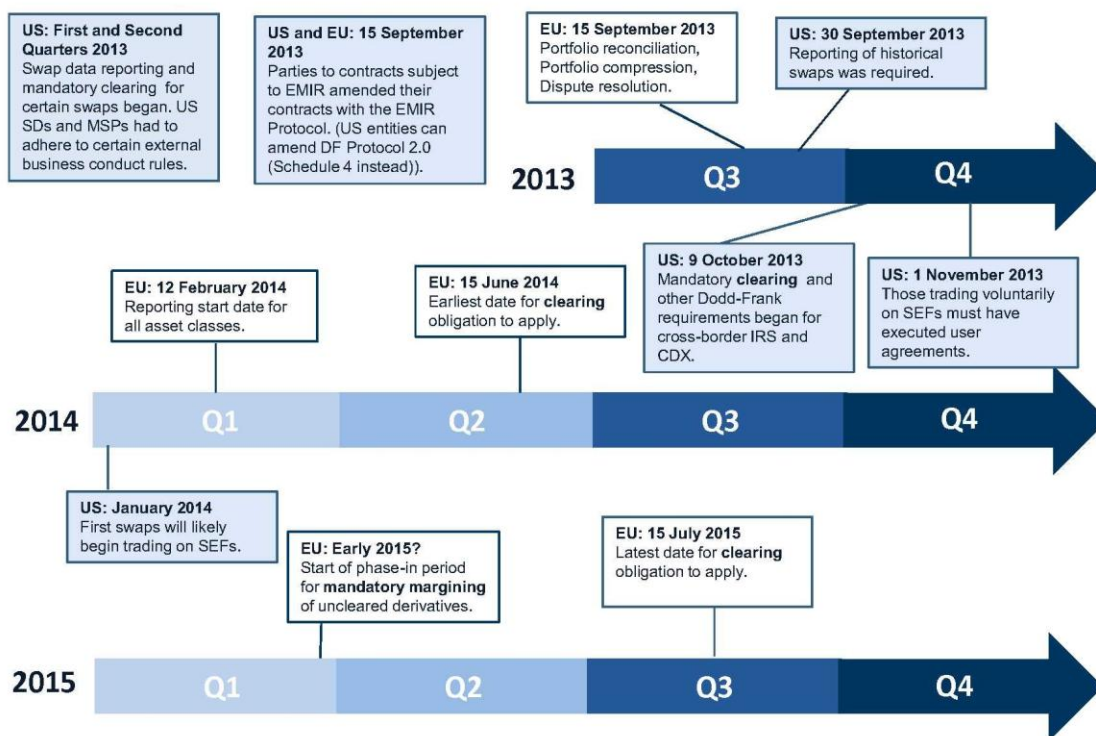 US: First and Second
Quarters 2013
Swap data reporting and
mandatory clearing for
certain swaps began. US
SDs and MSPs had to
adhere to certain external
business conduct rules.
US and EU: 15 September
2013
Parties to contracts subject
to EMIR amended their
contracts with the EMIR
Protocol. (US entities can
amend DF Protocol 2.0
(Schedule 4 instead)).
EU: 15 September 2013
Portfolio reconciliation,
Portfolio compression,
Dispute resolution.
US: 30 September 2013
Reporting of historical
swaps was required.
2013
Q3
Q4
US: 9 October 2013
Mandatory clearing and
other Dodd-Frank
requirements began for
cross-border IRS and
CDX.
US: 1 November 2013
Those trading voluntarily
on SEFs must have
executed user
agreements.
EU: 12 February 2014
Reporting start date for
all asset classes.
EU: 15 June 2014
Earliest date for clearing
obligation to apply.
2014
Q1
Q2
Q3
Q4
US: January 2014
First swaps will likely
begin trading on SEFs.
EU: Early 2015?
Start of phase-in period
for mandatory margining
of uncleared derivatives.
EU: 15 July 2015
Latest date for clearing
obligation to apply.
2015
Q1
Q2
Q3
Q4